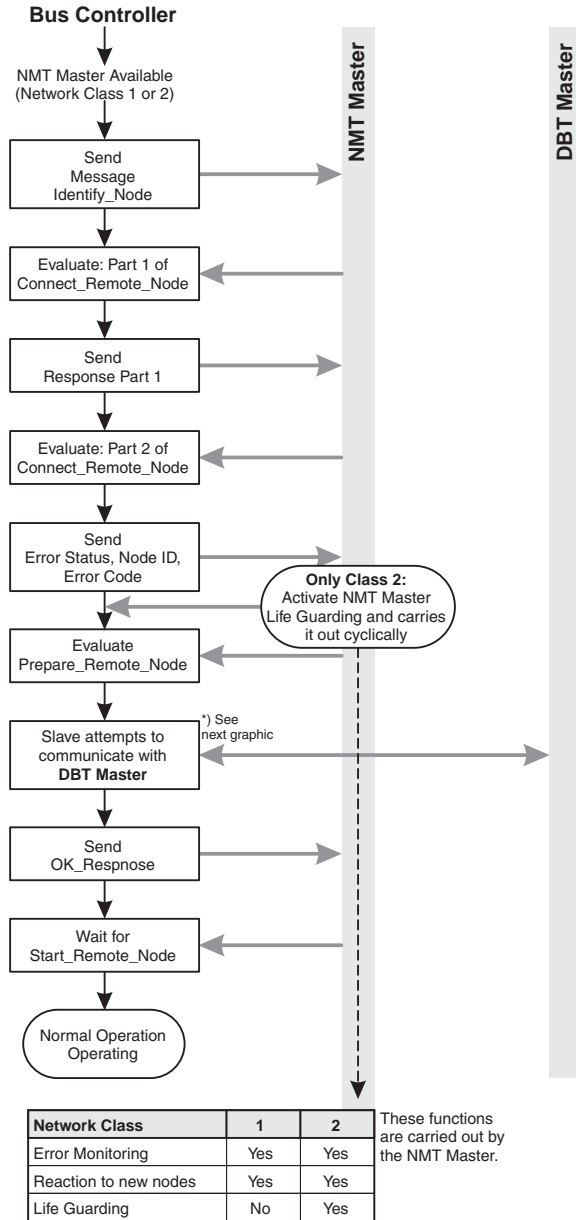 Bus Controller
NMT Master
DBT Master
NMT Master Available
(Network Class 1 or 2)
Send
Message
Identify_Node
Evaluate: Part 1 of
Connect_Remote_Node
Send
Response Part 1
Evaluate: Part 2 of
Connect_Remote_Node
Send
Error Status, Node ID,
Error Code
Only Class 2:
Activate NMT Master
Life Guarding and carries
it out cyclically
Evaluate
Prepare_Remote_Node
*) See
next graphic
Slave attempts to
communicate with
DBT Master
Send
OK_Respnose
Wait for
Start_Remote_Node
Normal Operation
Operating
Network Class 1 2
Error Monitoring Yes Yes
Reaction to new nodes Yes Yes
Life Guarding No Yes
These functions
are carried out by
the NMT Master.